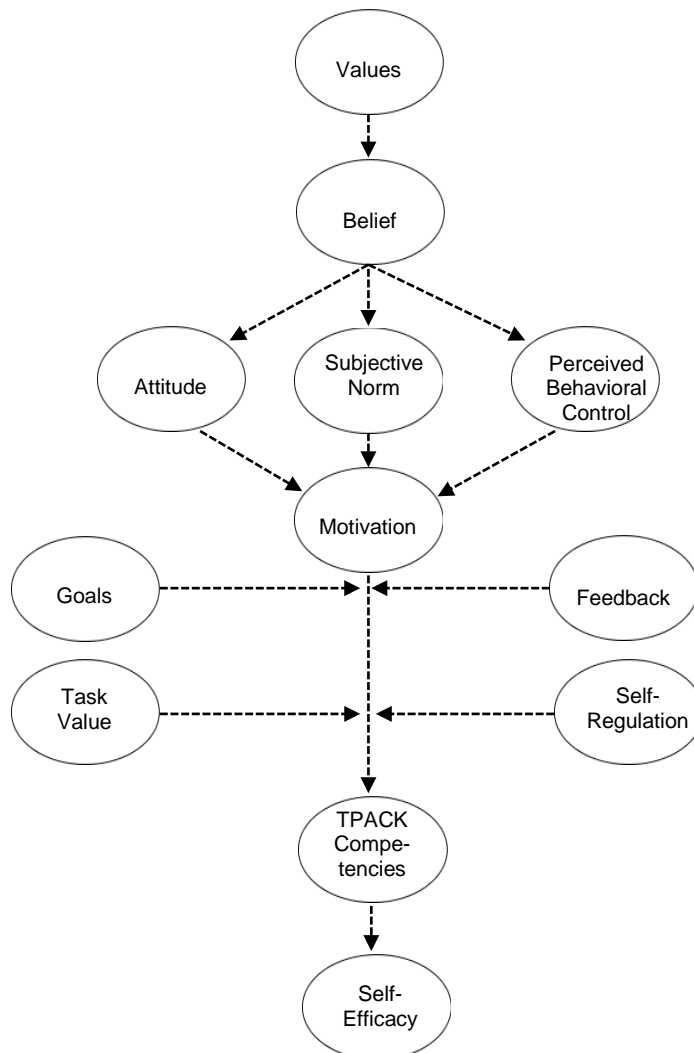 Values
Belief
Attitude
Subjective
Norm
Perceived
Behavioral
Control
Motivation
Goals
Feedback
Task
Value
Self-
Regulation
TPACK
Compe-
tencies
Self-
Efficacy